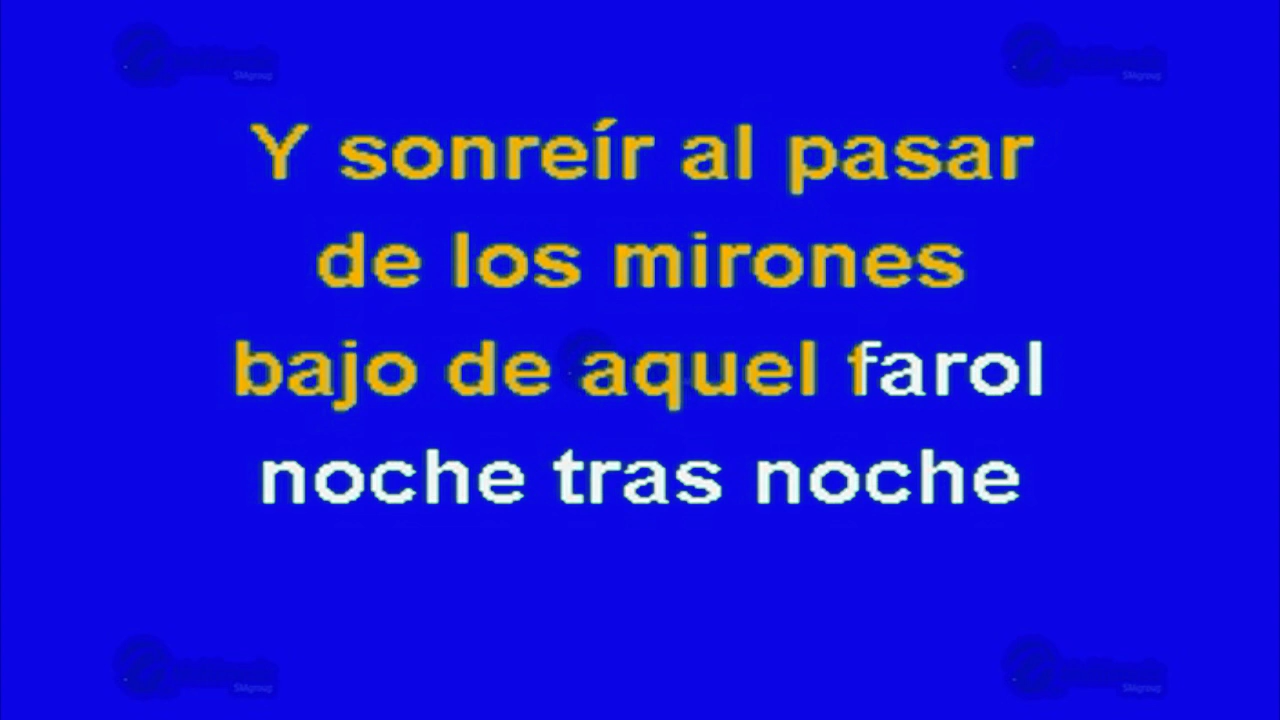 Y sonreír al pasar
de los mirones
bajo de aquel farol
noche tras noche